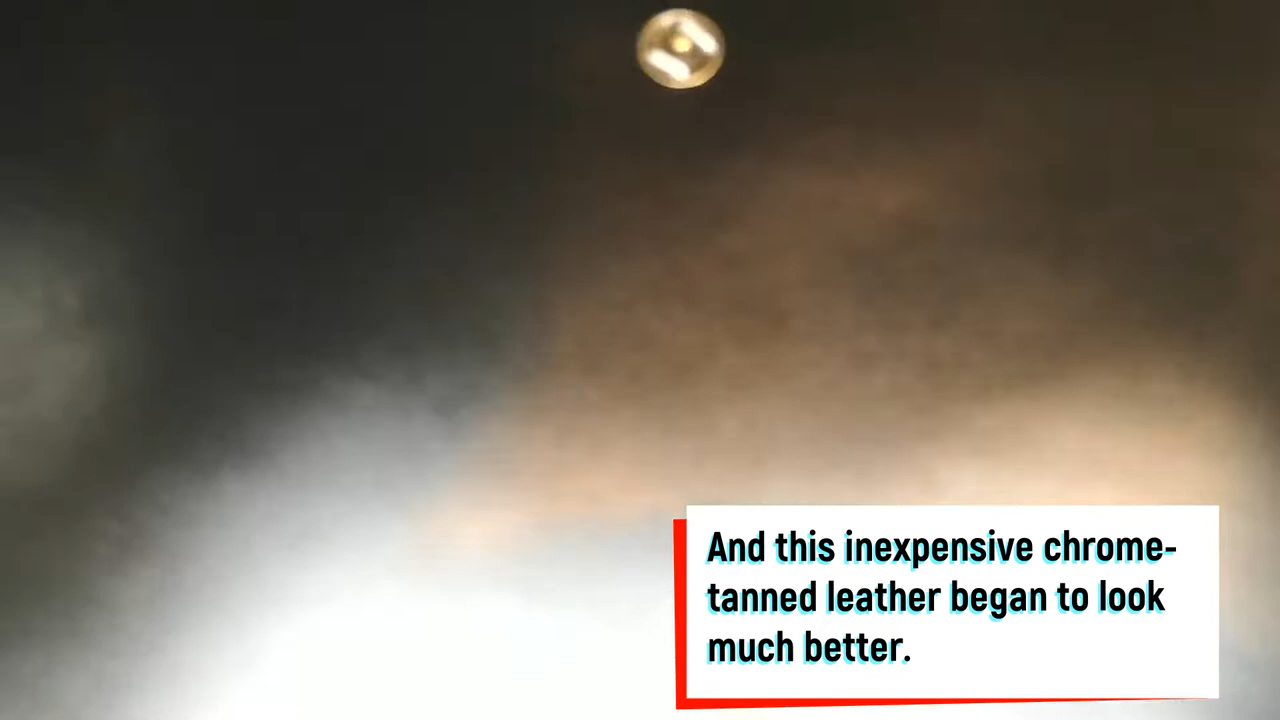 And this inexpensive chrome-
tanned leather began to look
much better.